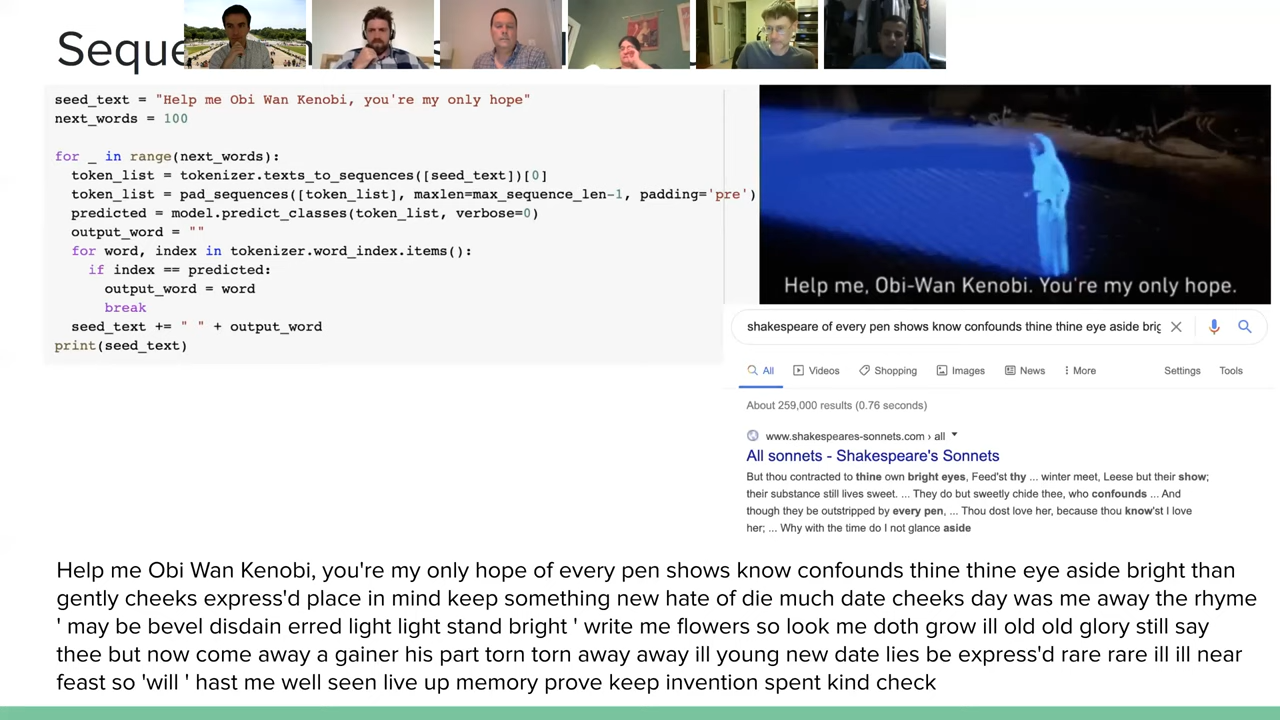 Seque
seed_text = "Help me Obi Wan Kenobi, you're my only hope"
next_words = 100
for _ in range(next_words):
token_list = tokenizer.texts_to_sequences([seed_text])[0]
token_list = pad_sequences([token_list], maxlen=max_sequence_len-1, padding='pre')
predicted = model.predict_classes(token_list, verbose=0)
output_word = ""
for word, index in tokenizer.word_index.items():
if index == predicted:
output_word = word
break
seed_text += " " + output_word
print(seed_text)
Help me, Obi-Wan Kenobi. You're my only hope.
shakespeare of every pen shows know confounds thine thine eye aside brig
All Videos Shopping Images News More Settings Tools
About 259,000 results (0.76 seconds)
www.shakespeares-sonnets.com › all
All sonnets - Shakespeare's Sonnets
But thou contracted to thine own bright eyes, Feed'st thy ... winter meet, Leese but their show;
their substance still lives sweet. ... They do but sweetly chide thee, who confounds ... And
though they be outstripped by every pen, ... Thou dost love her, because thou know'st I love
her; ... Why with the time do I not glance aside
Help me Obi Wan Kenobi, you're my only hope of every pen shows know confounds thine thine eye aside bright than
gently cheeks express'd place in mind keep something new hate of die much date cheeks day was me away the rhyme
' may be bevel disdain erred light light stand bright ' write me flowers so look me doth grow ill old old glory still say
thee but now come away a gainer his part torn torn away away ill young new date lies be express'd rare rare ill ill near
feast so 'will ' hast me well seen live up memory prove keep invention spent kind check